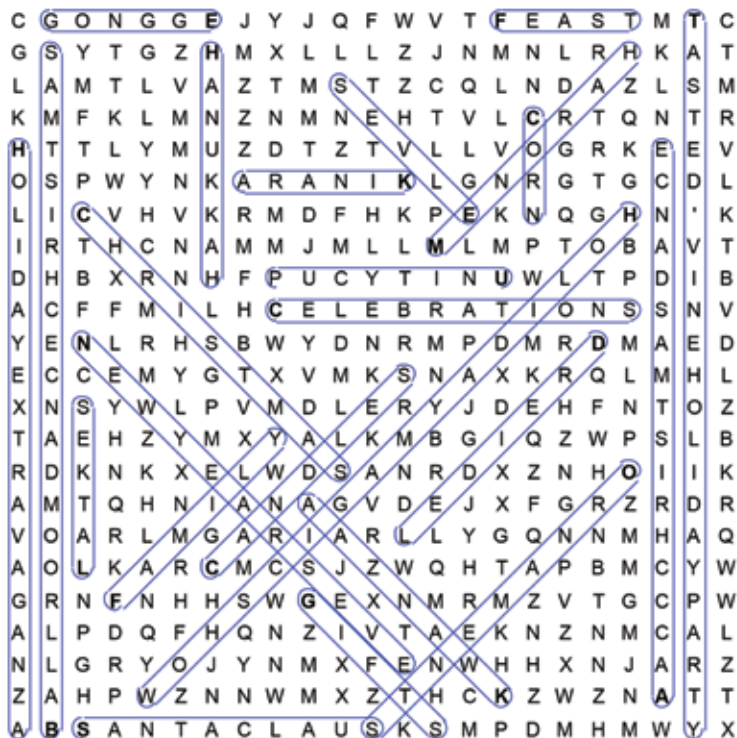 C G O N G G E J Y J Q F W V T F E A S T M T C
G S Y T G Z H M X L L L Z J N M N L R H K A T
L A M T L V A Z T M S T Z C Q L N D A Z L S M
K M F K L M N Z N M N E H T V L C R T Q N T R
H T T L Y M U Z D T Z T V L L V O G R K E E V
O S P W Y N K A R A N I K L G N R G T G C D L
L I C V H V K R M D F H K P E K N Q G H N ' K
I R T H C N A M M J M L L M L M P T O B A V T
D H B X R N H F P U C Y T I N U W L T P D I B
A C F F M I L H C E L E B R A T I O N S S N V
Y E N L R H S B W Y D N R M P D M R D M A E D
E C C E M Y G T X V M K S N A X K R Q L M H L
X N S Y W L P V M D L E R Y J D E H F N T O Z
T A E H Z Y M X Y A L K M B G I Q Z W P S L B
R D K N K X E L W D S A N R D X Z N H O I I K
A M T Q H N I A N A G V D E J X F G R Z R D R
V O A R L M G A R I A R L L Y G Q N N M H A Q
A O L K A R C M C S J Z W Q H T A P B M C Y W
G R N F N H H S W G E X N M R M Z V T G C P W
A L P D Q F H Q N Z I V T A E K N Z N M C A L
N L G R Y O J Y N M X F E N W H H X N J A R Z
Z A H P W Z N N W M X Z T H C K Z W Z N A T T
A B S A N T A C L A U S K S M P D M H M W Y X